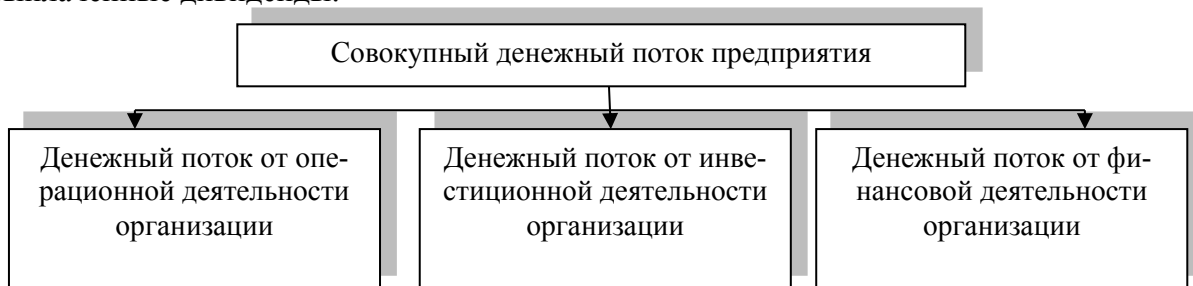 дивиденды.
Совокупный денежный поток предприятия
Денежный поток от опе-
рационной деятельности
организации
Денежный поток от инве-
стиционной деятельности
организации
Денежный поток от фи-
нансовой деятельности
организации